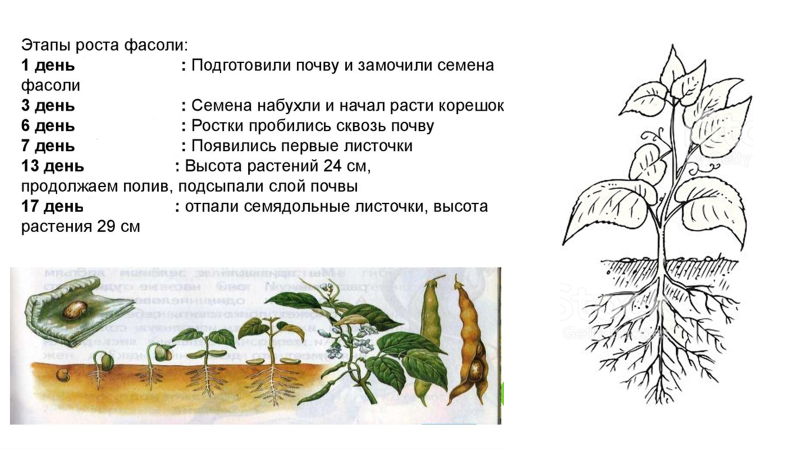 Этапы роста фасоли:
1 день : Подготовили почву и замочили семена
фасоли
3 день : Семена набухли и начал расти корешок
6 день : Ростки пробились сквозь почву
7 день : Появились первые листочки
13 день : Высота растений 24 см,
продолжаем полив, подсыпали слой почвы
17 день : отпали семядольные листочки, высота
растения 29 см